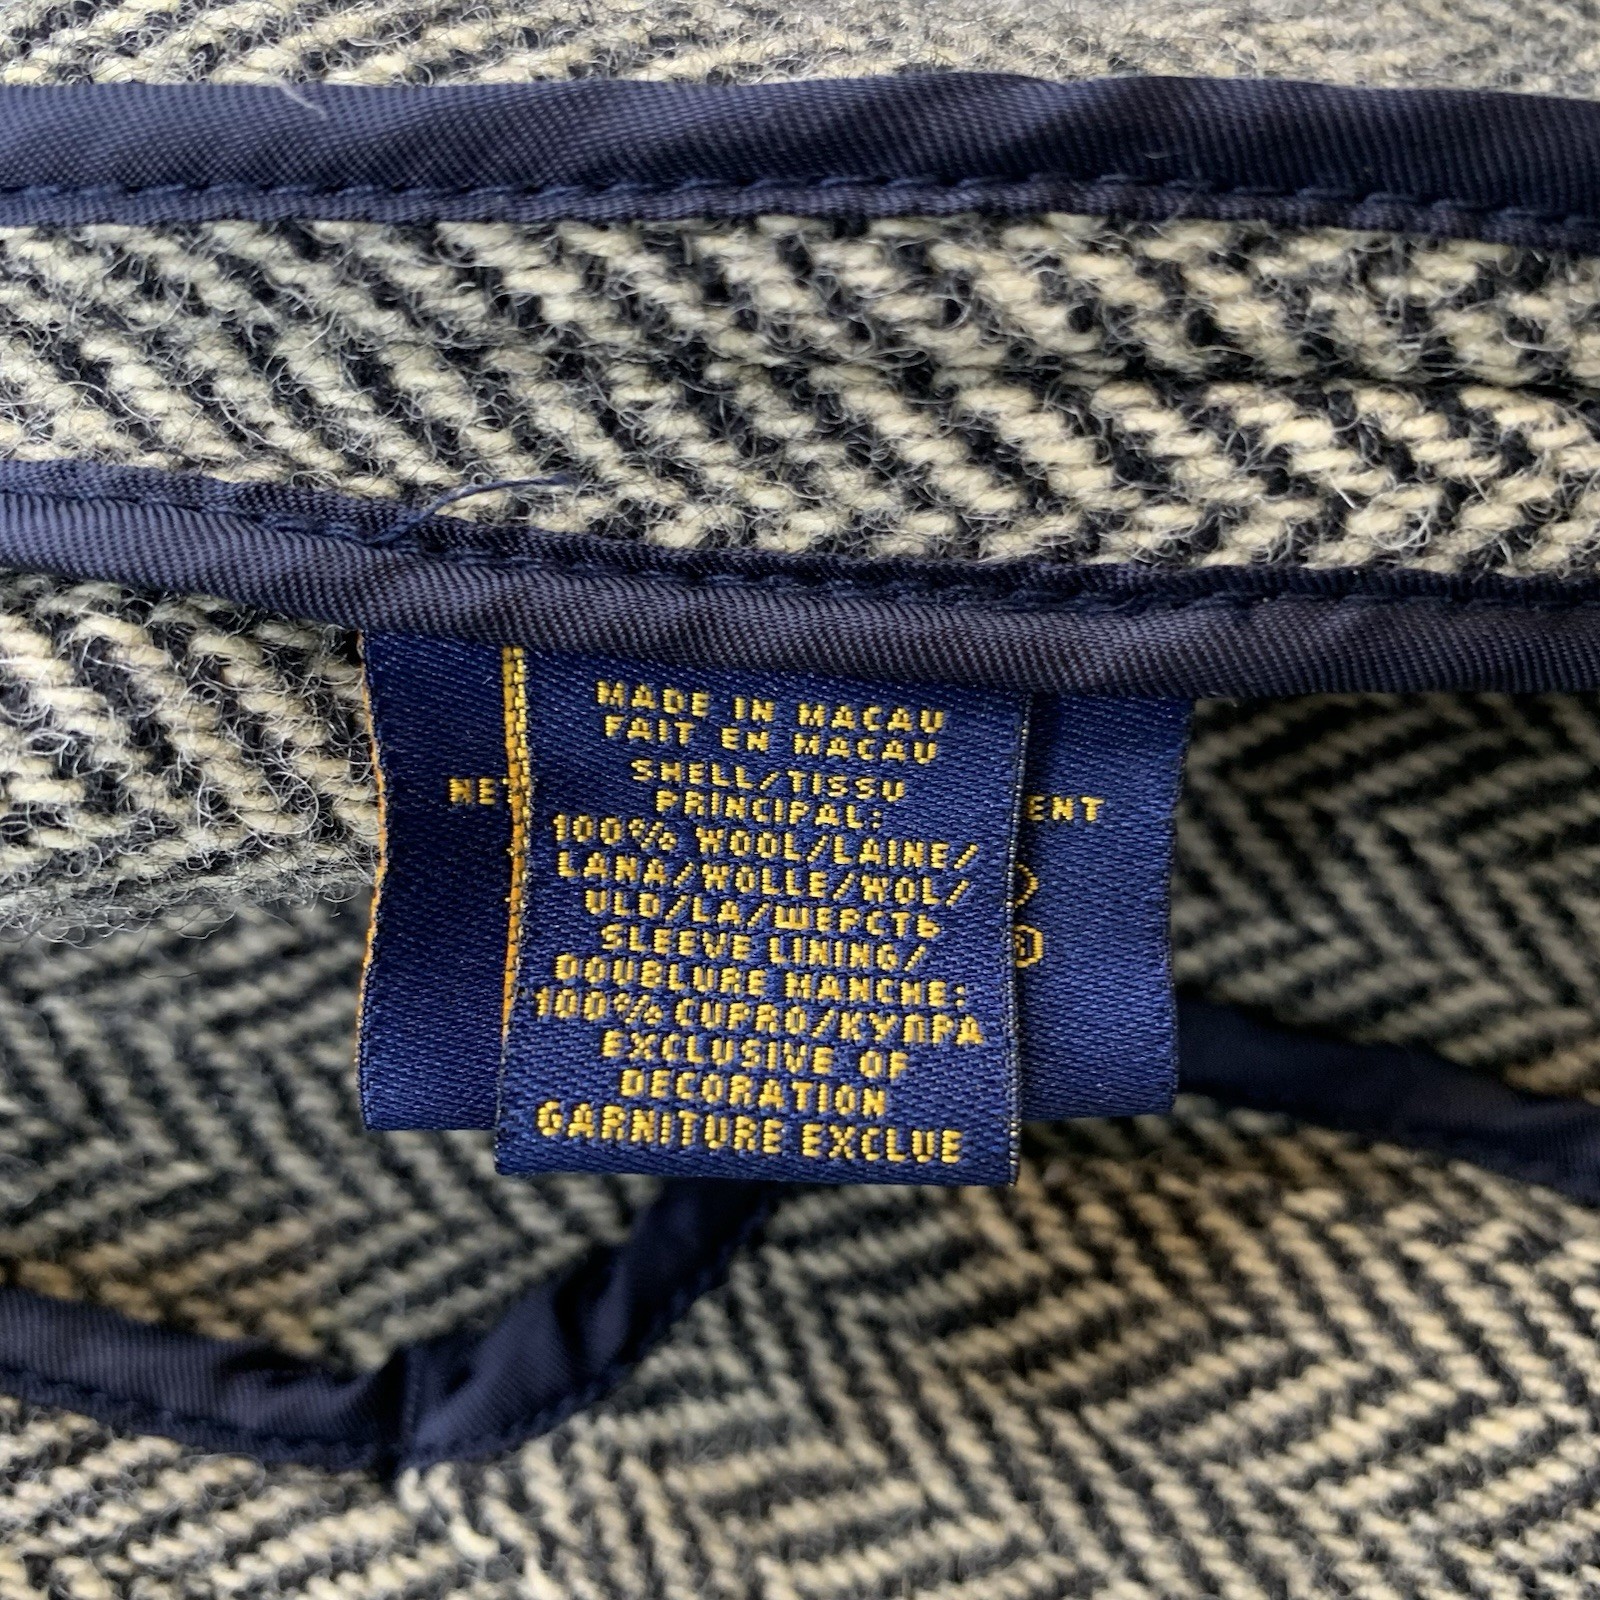 MADE IN MACAU
FAIT EN MACAU
SHELL/TISSU
PRINCIPAL:
100% WOOL/LAINE/
LANA/WOLLE/WOL/
ULD/LA/ШЕРСТЬ
SLEEVE LINING/
DOUBLURE MANCHE:
100% CUPRO/КУПРА
EXCLUSIVE OF
DECORATION
GARNITURE EXCLUE
®